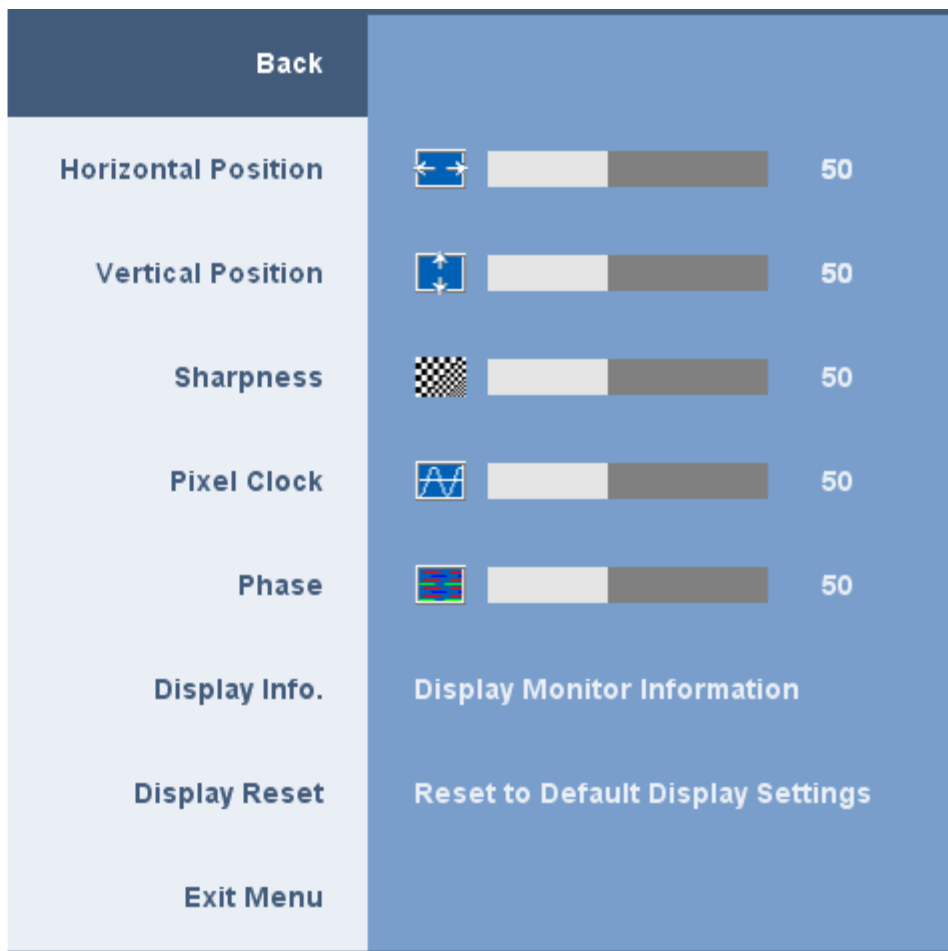 Back
Horizontal Position 50
Vertical Position 50
Sharpness 50
Pixel Clock 50
Phase 50
Display Info. Display Monitor Information
Display Reset Reset to Default Display Settings
Exit Menu